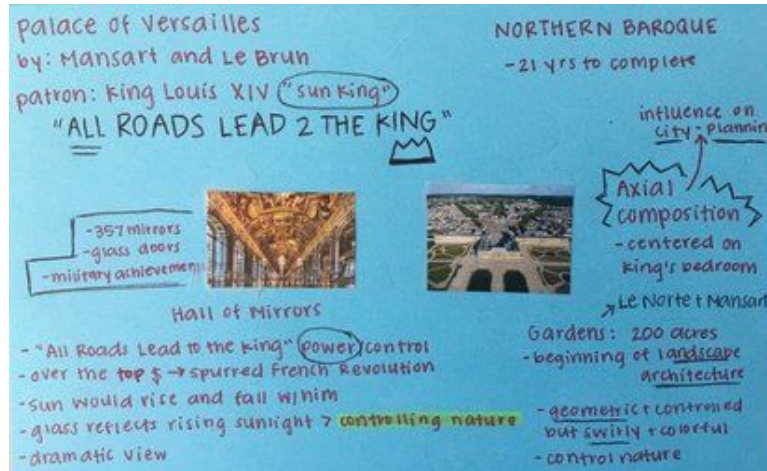 palace of Versailles
by: Mansart and Le Brun
patron: King Louis XIV "sun king"
"ALL ROADS LEAD 2 THE KING"
NORTHERN BAROQUE
- 21 yrs to complete
influence on
city - plannin
Axial
composition
- centered on
king's bedroom
- 357 mirrors
- glass doors
- military achievemen
Hall of Mirrors
- "All Roads Lead to the King" power/control
- over the top $ → spurred French Revolution
- sun would rise and fall w/him
- glass reflects rising sunlight > controlling nature
- dramatic view
Le Norte + Mansart
Gardens: 200 acres
- beginning of landscape
architecture
- geometric + controlled
but swirly + colorful
- control nature